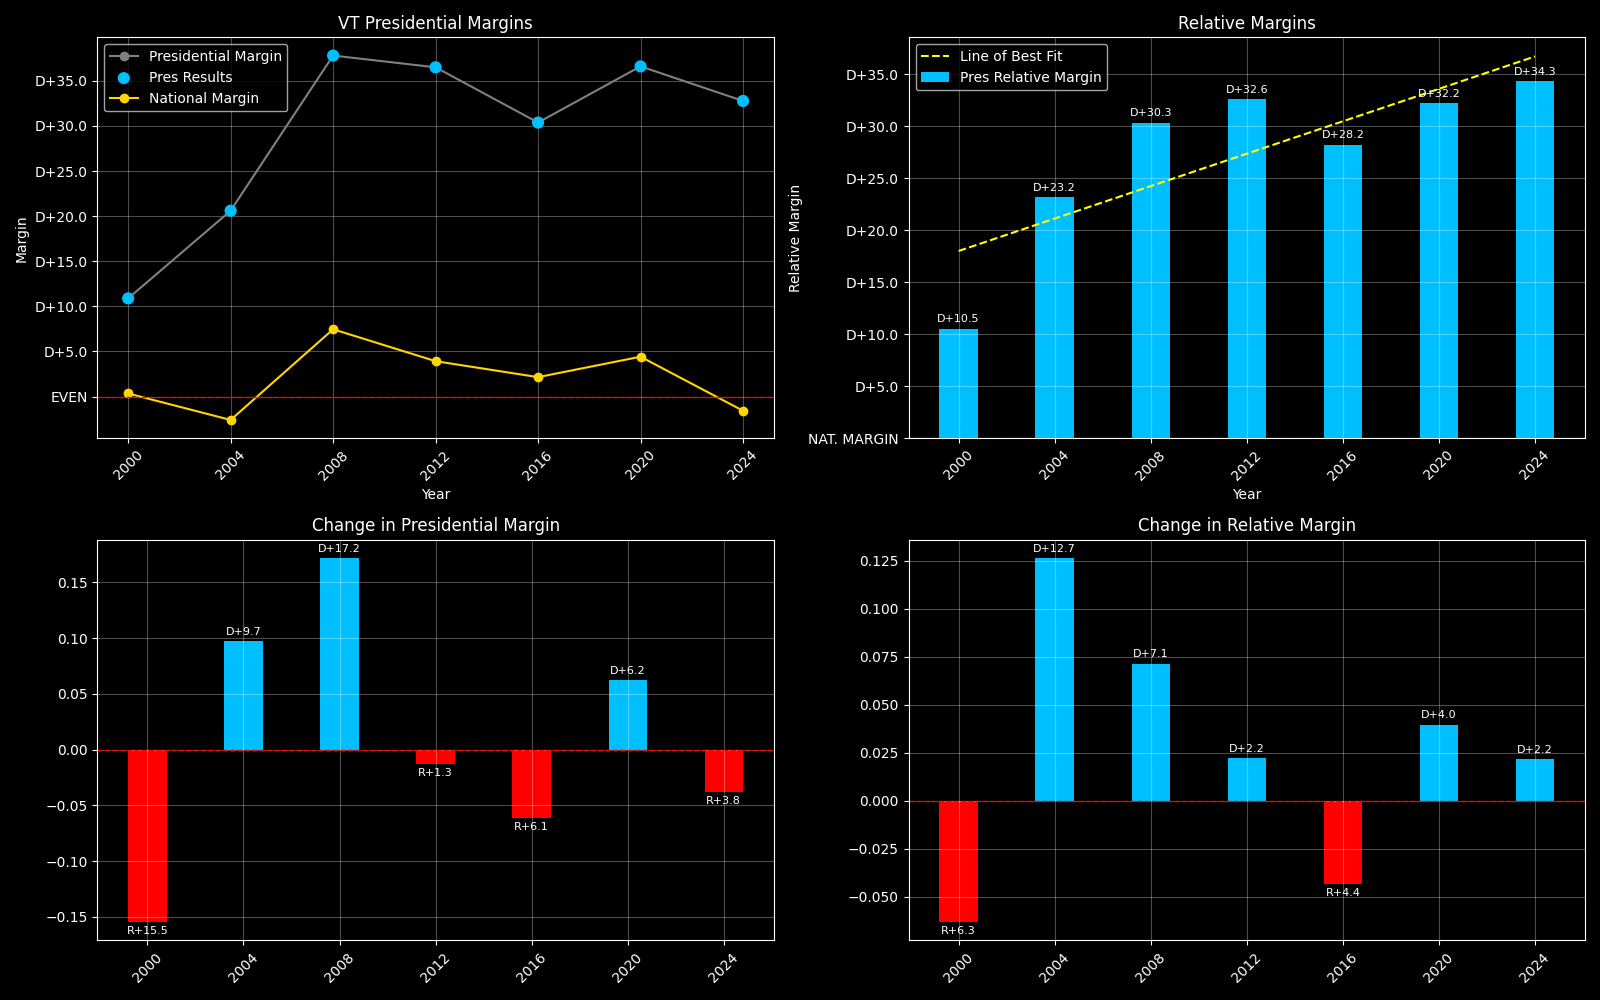 VT Presidential Margins
Presidential Margin
Pres Results
National Margin
Margin
D+35.0
D+30.0
D+25.0
D+20.0
D+15.0
D+10.0
D+5.0
EVEN
2000 2004 2008 2012 2016 2020 2024
Year
Relative Margins
Line of Best Fit
Pres Relative Margin
Relative Margin
D+35.0
D+30.0
D+25.0
D+20.0
D+15.0
D+10.0
D+5.0
NAT. MARGIN
D+10.5 D+23.2 D+30.3 D+32.6 D+28.2 D+32.2 D+34.3
2000 2004 2008 2012 2016 2020 2024
Year
Change in Presidential Margin
0.15
0.10
0.05
0.00
−0.05
−0.10
−0.15
R+15.5 D+9.7 D+17.2 R+1.3 R+6.1 D+6.2 R+3.8
2000 2004 2008 2012 2016 2020 2024
Change in Relative Margin
0.125
0.100
0.075
0.050
0.025
0.000
−0.025
−0.050
R+6.3 D+12.7 D+7.1 D+2.2 R+4.4 D+4.0 D+2.2
2000 2004 2008 2012 2016 2020 2024